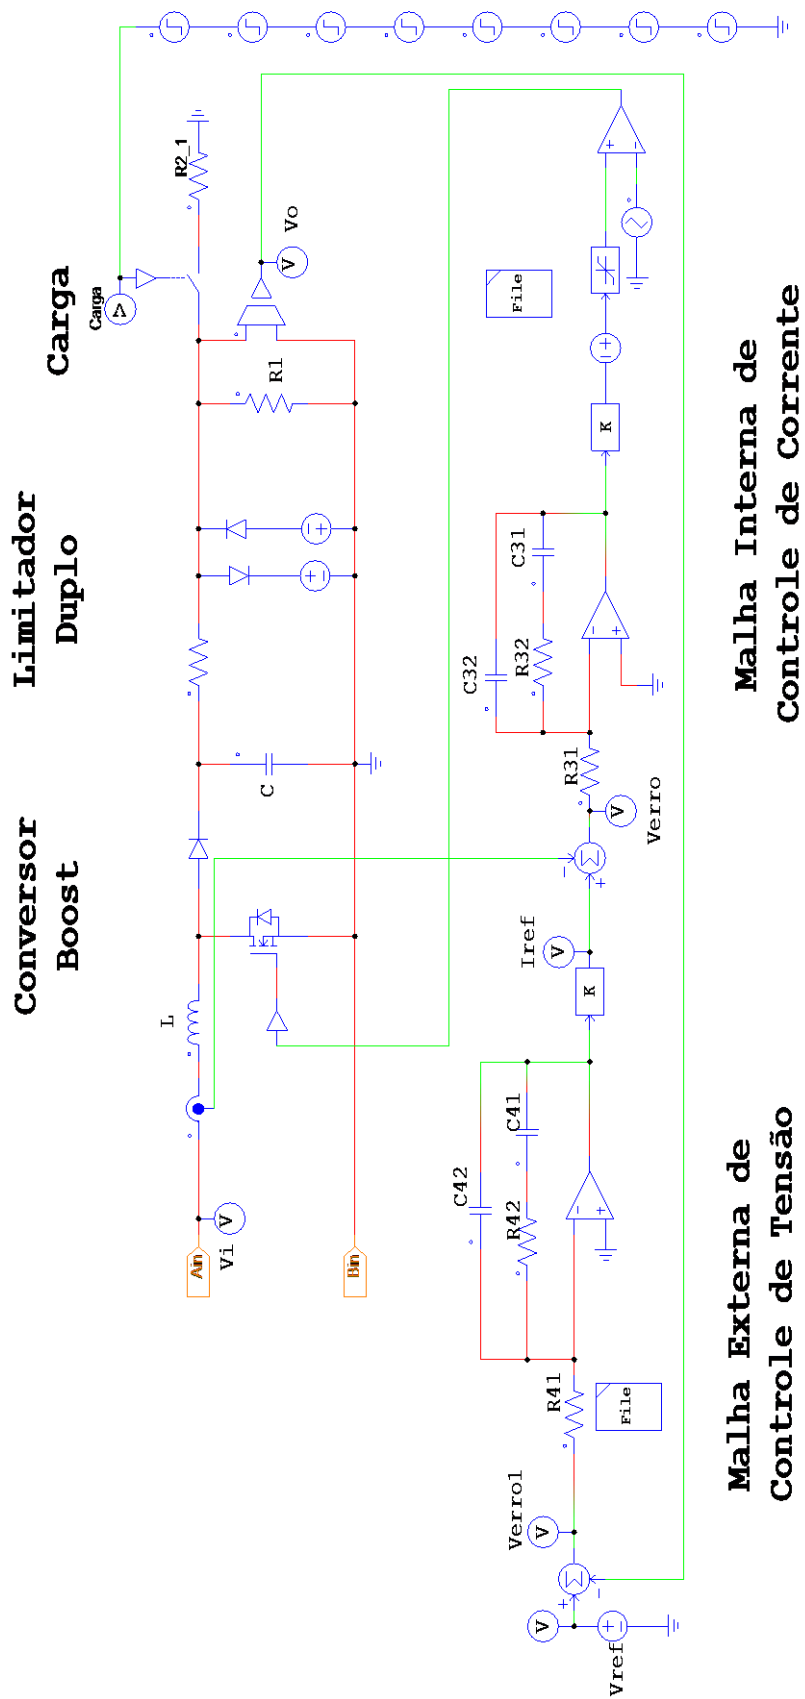 Conversor
Boost
Limitador
Duplo
Carga
Carga
V
R2_1
L
Ain
Vi
V
C
R1
Vo
V
Bin
C42
R42
C41
C32
R32
C31
File
Iref
V
Verro1
V
R41
K
R31
K
V
Vref
File
Verro
V
Malha Externa de
Controle de Tensão
Malha Interna de
Controle de Corrente